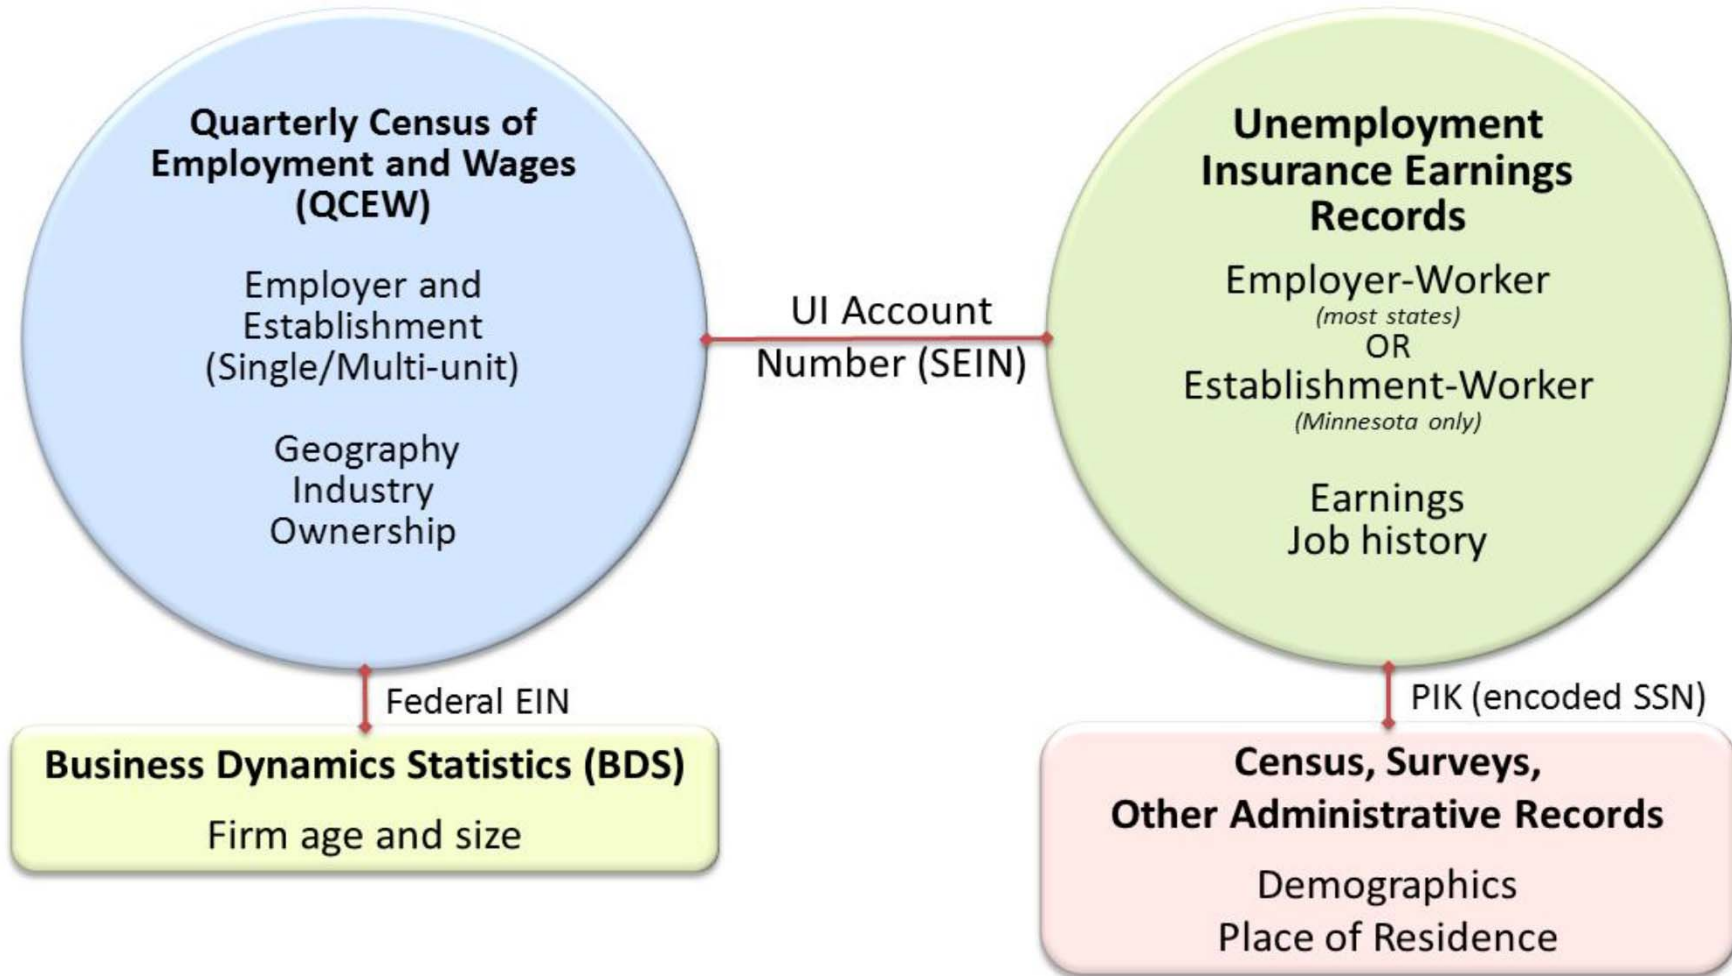 Quarterly Census of
Employment and Wages
(QCEW)
Employer and
Establishment
(Single/Multi-unit)
Geography
Industry
Ownership
UI Account
Number (SEIN)
Unemployment
Insurance Earnings
Records
Employer-Worker
(most states)
OR
Establishment-Worker
(Minnesota only)
Earnings
Job history
Federal EIN
Business Dynamics Statistics (BDS)
Firm age and size
PIK (encoded SSN)
Census, Surveys,
Other Administrative Records
Demographics
Place of Residence